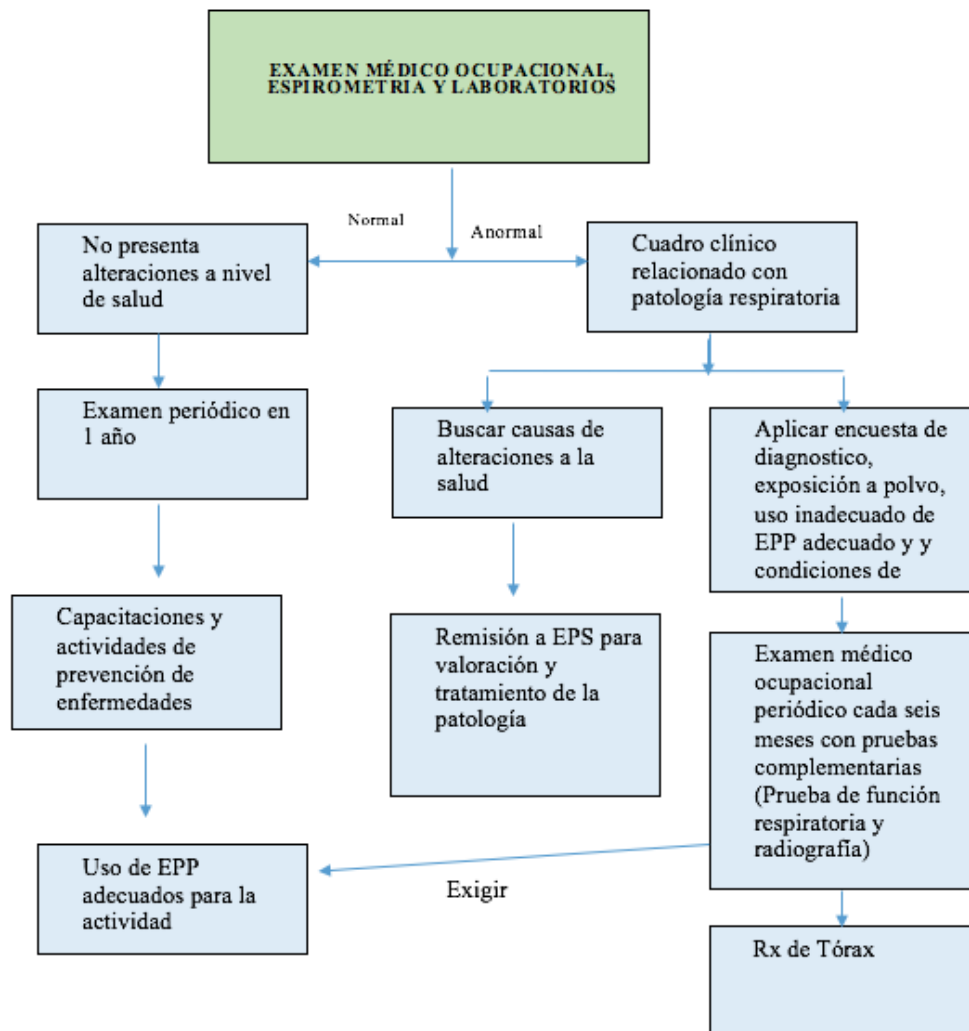 EXAMEN MÉDICO OCUPACIONAL,
ESPIROMETRIA Y LABORATORIOS
Normal
Anormal
No presenta
alteraciones a nivel
de salud
Cuadro clínico
relacionado con
patología respiratoria
Examen periódico en
1 año
Buscar causas de
alteraciones a la
salud
Aplicar encuesta de
diagnostico,
exposición a polvo,
uso inadecuado de
EPP adecuado y y
condiciones de
Capacitaciones y
actividades de
prevención de
enfermedades
Remisión a EPS para
valoración y
tratamiento de la
patología
Examen médico
ocupacional
periódico cada seis
meses con pruebas
complementarias
(Prueba de función
respiratoria y
radiografía)
Uso de EPP
adecuados para la
actividad
Exigir
Rx de Tórax